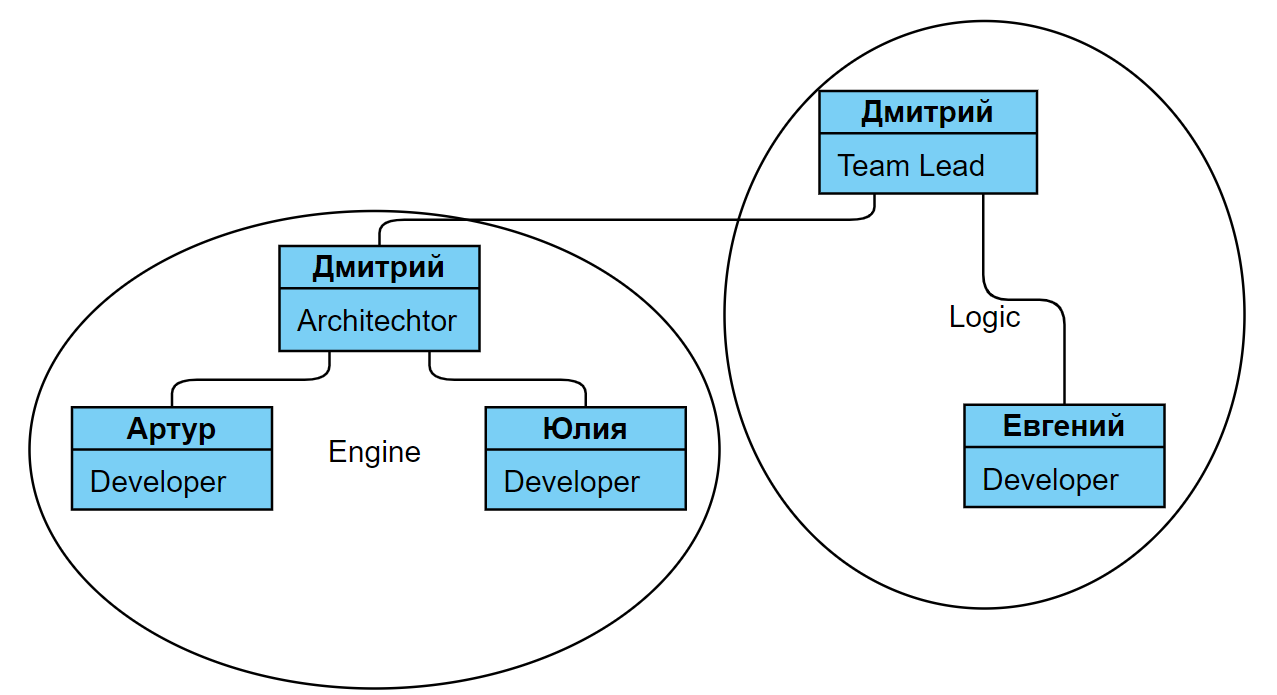 Дмитрий
Team Lead
Дмитрий
Architechtor
Logic
Артур
Developer
Engine
Юлия
Developer
Евгений
Developer